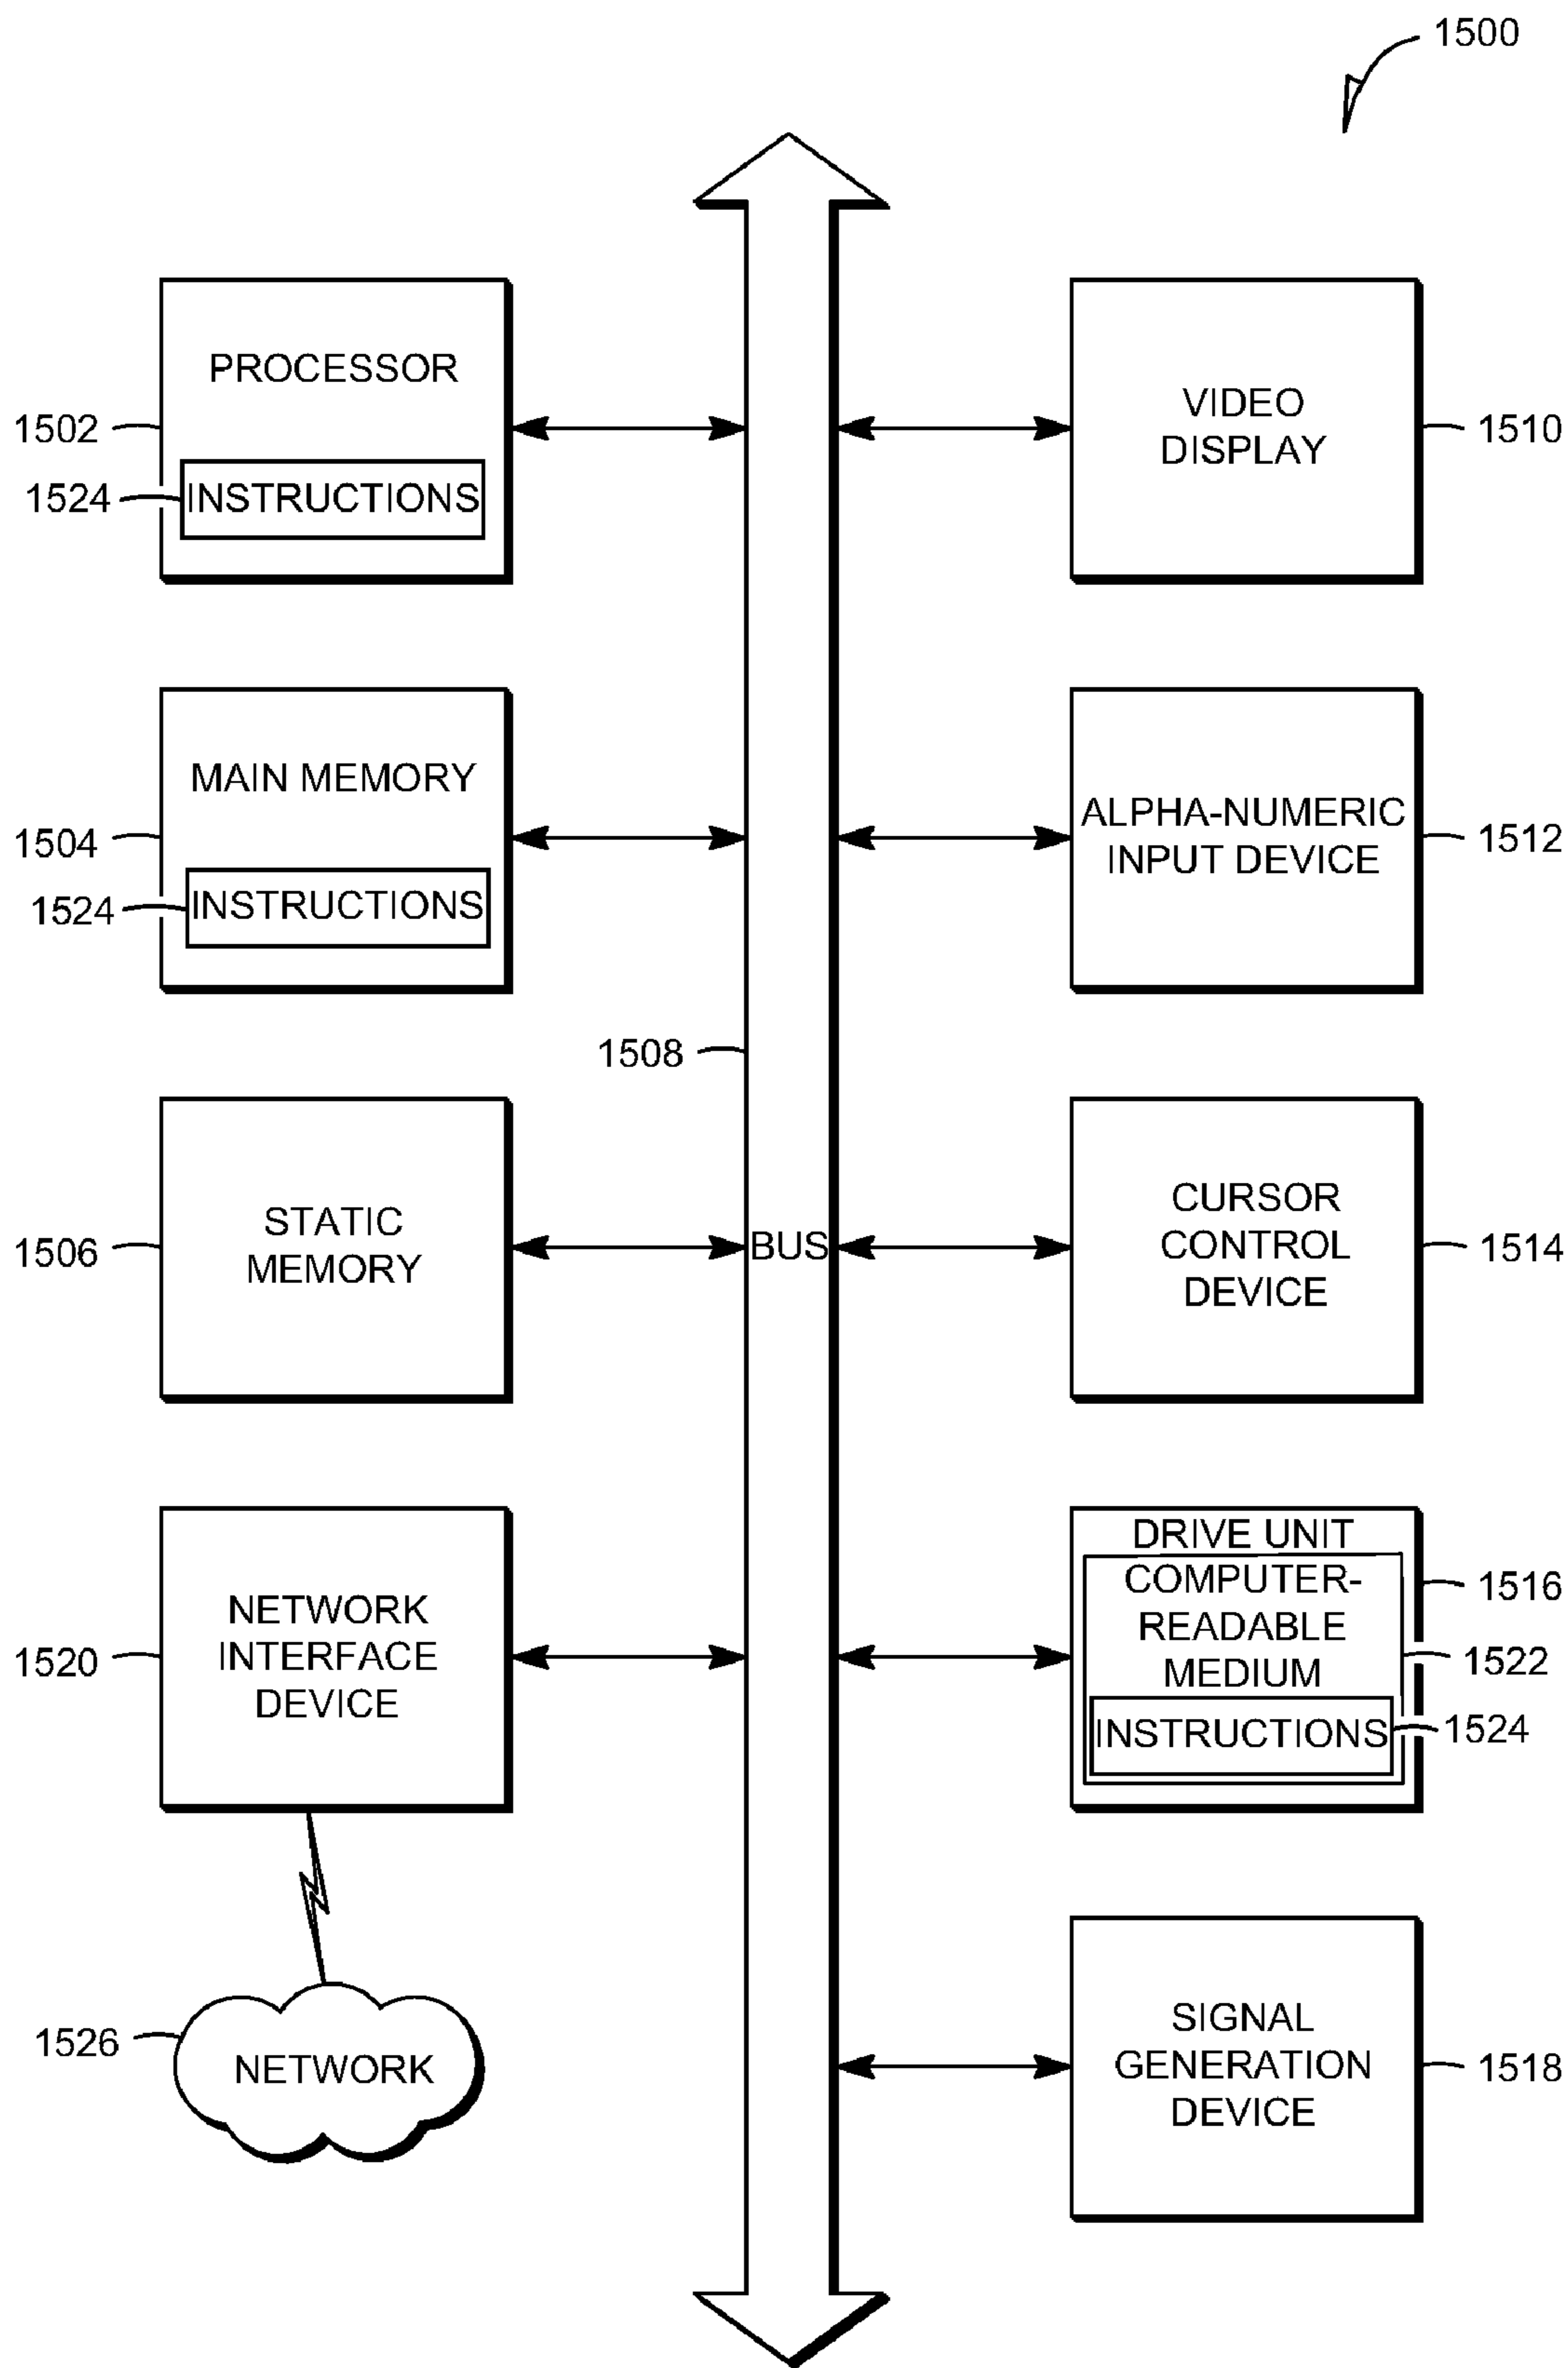 1500
PROCESSOR
1502
1524
INSTRUCTIONS
VIDEO
DISPLAY
1510
MAIN MEMORY
1504
1524
INSTRUCTIONS
ALPHA-NUMERIC
INPUT DEVICE
1512
1508
STATIC
MEMORY
1506
BUS
CURSOR
CONTROL
DEVICE
1514
NETWORK
INTERFACE
DEVICE
1520
DRIVE UNIT
COMPUTER-
READABLE
MEDIUM
INSTRUCTIONS
1516
1522
1524
1526
NETWORK
SIGNAL
GENERATION
DEVICE
1518